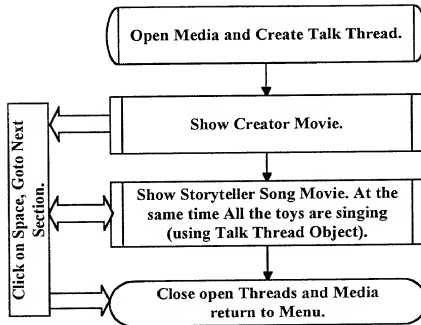 Open Media and Create Talk Thread.
Show Creator Movie.
Click on Space, Goto Next
Section.
Show Storyteller Song Movie. At the
same time All the toys are singing
(using Talk Thread Object).
Close open Threads and Media
return to Menu.